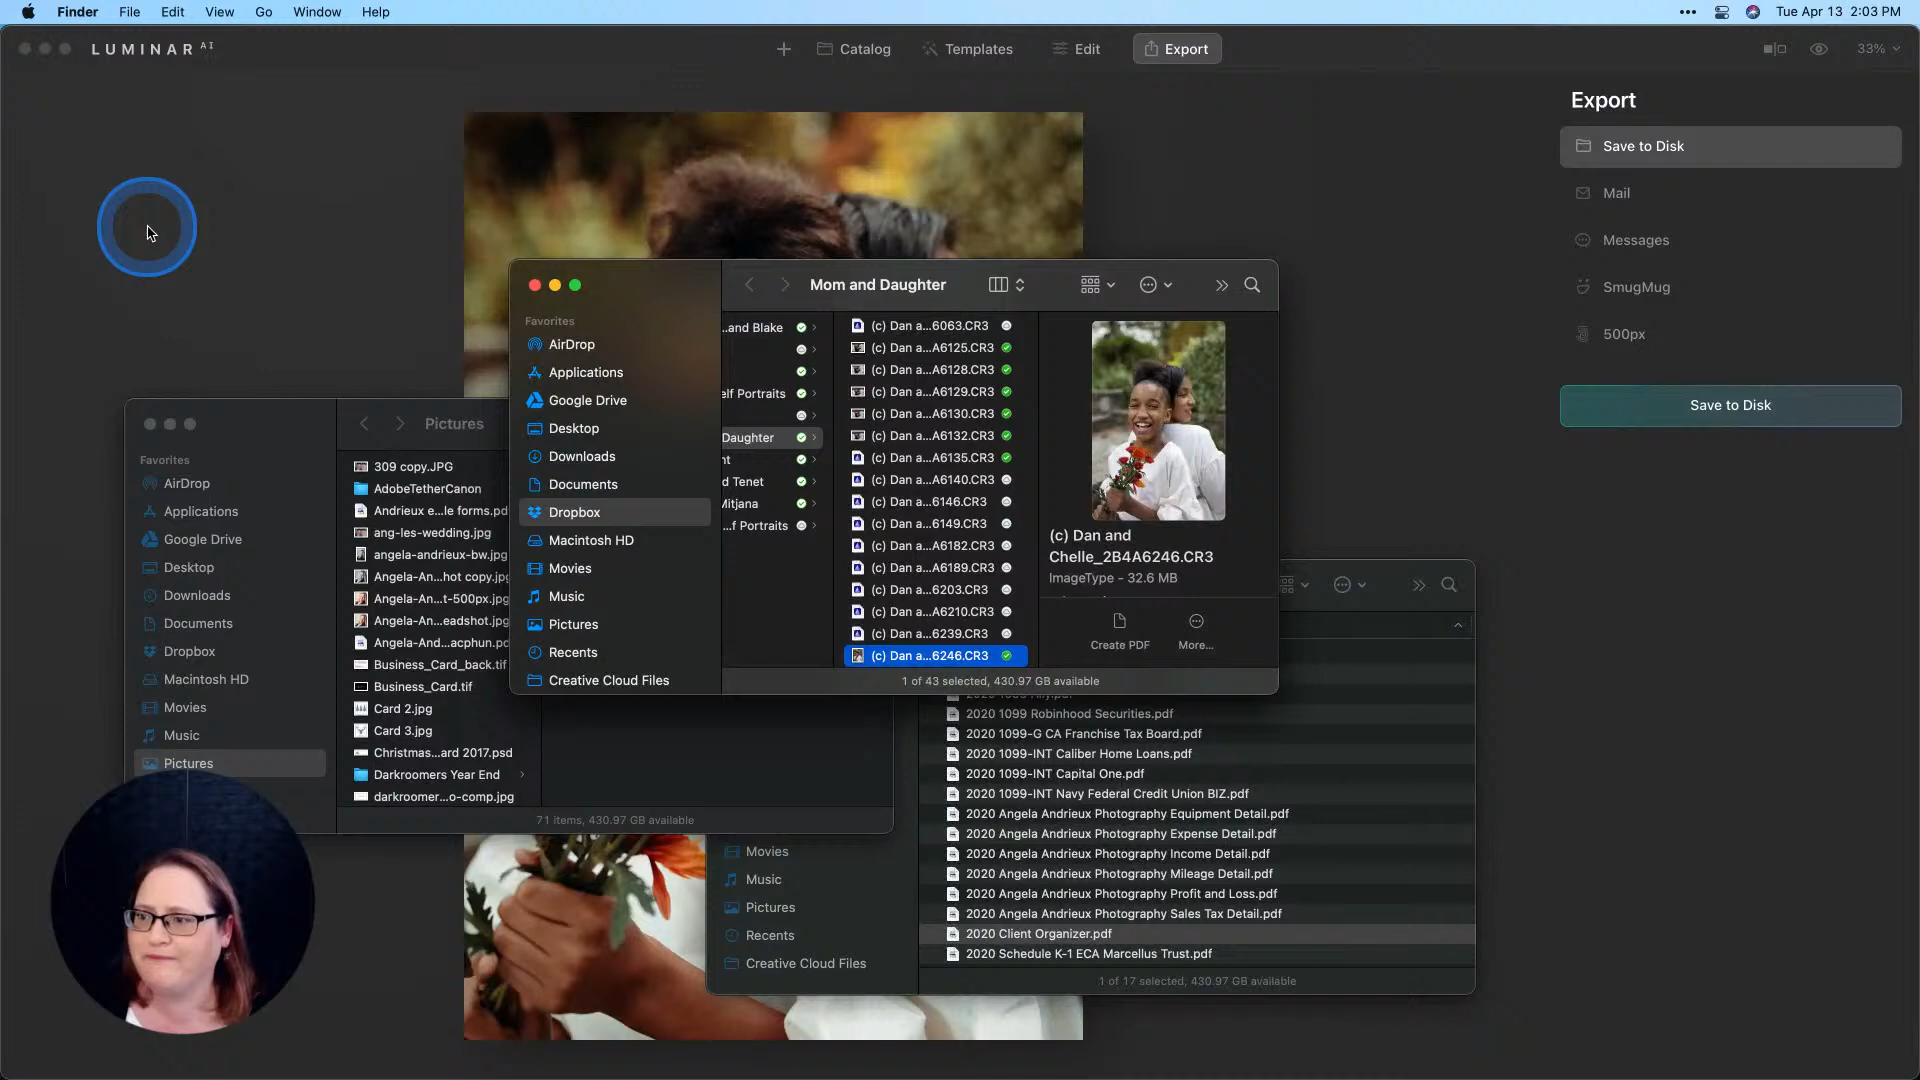 Finder File Edit View Go Window Help
Tue Apr 13 2:03 PM
LUMINAR AI
Catalog
Templates
Edit
Export
33%
Export
Save to Disk
Mail
Messages
SmugMug
500px
Save to Disk
Mom and Daughter
Favorites
AirDrop
Applications
Google Drive
Desktop
Downloads
Documents
Dropbox
Macintosh HD
Movies
Music
Pictures
Recents
Creative Cloud Files
...and Blake
elf Portraits
Daughter
nt
d Tenet
Mitjana
...f Portraits
(c) Dan a...6063.CR3
(c) Dan a...A6125.CR3
(c) Dan a...A6128.CR3
(c) Dan a...A6129.CR3
(c) Dan a...A6130.CR3
(c) Dan a...A6132.CR3
(c) Dan a...A6135.CR3
(c) Dan a...A6140.CR3
(c) Dan a...6146.CR3
(c) Dan a...6149.CR3
(c) Dan a...A6182.CR3
(c) Dan a...A6189.CR3
(c) Dan a...6203.CR3
(c) Dan a...A6210.CR3
(c) Dan a...6239.CR3
(c) Dan a...6246.CR3
(c) Dan and
Chelle_2B4A6246.CR3
ImageType - 32.6 MB
Create PDF
More...
1 of 43 selected, 430.97 GB available
Pictures
Favorites
AirDrop
Applications
Google Drive
Desktop
Downloads
Documents
Dropbox
Macintosh HD
Movies
Music
Pictures
309 copy.JPG
AdobeTetherCanon
Andrieux e...le forms.pd
ang-les-wedding.jpg
angela-andrieux-bw.jpg
Angela-An...hot copy.jpg
Angela-An...t-500px.jpg
Angela-An...eadshot.jpg
Angela-And...acphun.pd
Business_Card_back.tif
Business_Card.tif
Card 2.jpg
Card 3.jpg
Christmas...ard 2017.psd
Darkroomers Year End
darkroomer...o-comp.jpg
71 items, 430.97 GB available
Movies
Music
Pictures
Recents
Creative Cloud Files
2020 1099 Robinhood Securities.pdf
2020 1099-G CA Franchise Tax Board.pdf
2020 1099-INT Caliber Home Loans.pdf
2020 1099-INT Capital One.pdf
2020 1099-INT Navy Federal Credit Union BIZ.pdf
2020 Angela Andrieux Photography Equipment Detail.pdf
2020 Angela Andrieux Photography Expense Detail.pdf
2020 Angela Andrieux Photography Income Detail.pdf
2020 Angela Andrieux Photography Mileage Detail.pdf
2020 Angela Andrieux Photography Profit and Loss.pdf
2020 Angela Andrieux Photography Sales Tax Detail.pdf
2020 Client Organizer.pdf
2020 Schedule K-1 ECA Marcellus Trust.pdf
1 of 17 selected, 430.97 GB available